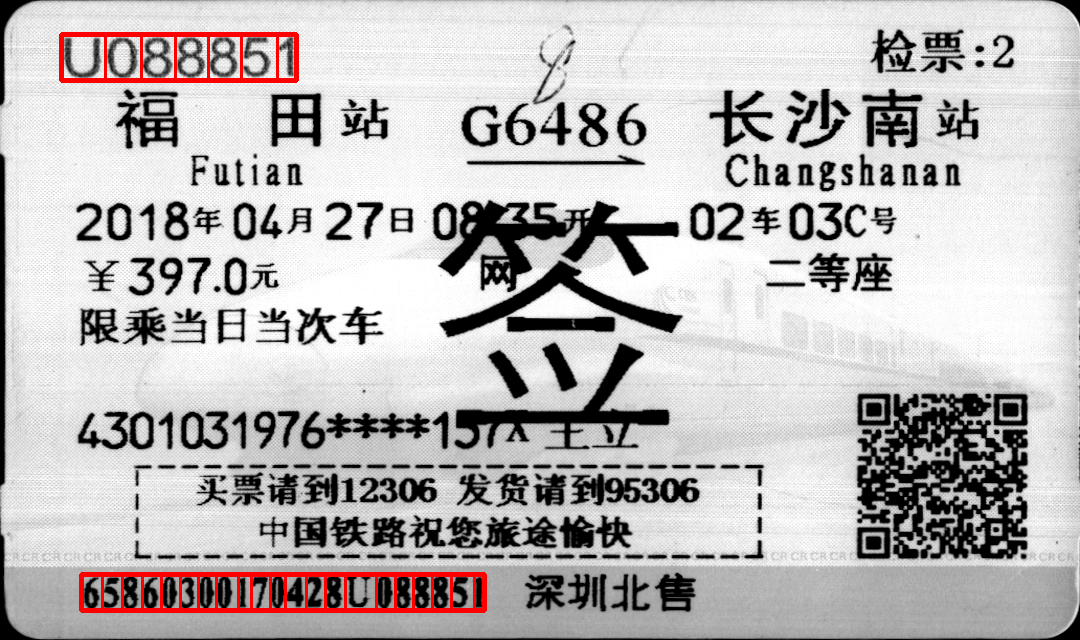 U088851 检票:2
8
福田站 G6486 长沙南站
Futian Changshanan
2018年04月27日 08:35开 02车03C号
¥397.0元 网 二等座
限乘当日当次车
签
4301031976****157X 王立
买票请到12306 发货请到95306
中国铁路祝您旅途愉快
65860300170428U088851 深圳北售